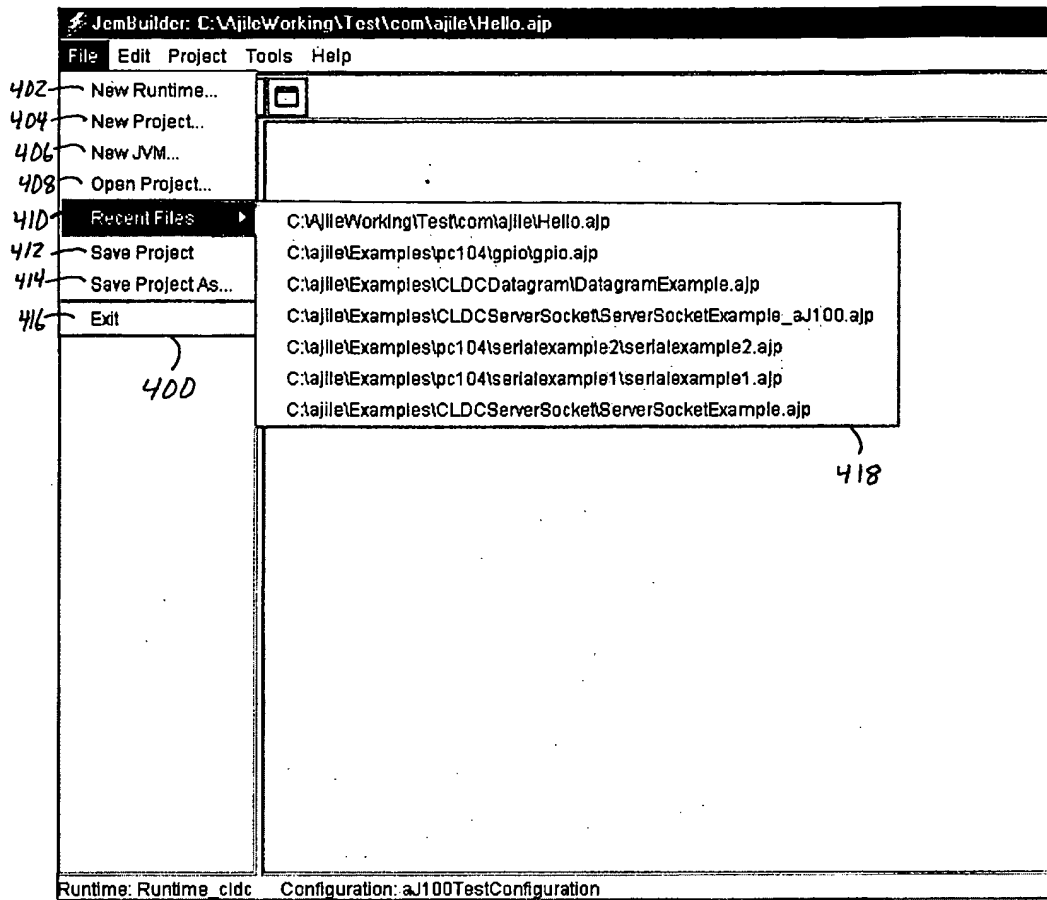 JemBuilder: C:\AjileWorking\Test\com\ajile\Hello.ajp
File Edit Project Tools Help
402 New Runtime...
404 New Project...
406 New JVM...
408 Open Project...
410 Recent Files
C:\AjileWorking\Test\com\ajile\Hello.ajp
412 Save Project
C:\ajile\Examples\pc104\gpio\gpio.ajp
414 Save Project As...
C:\ajile\Examples\CLDCDatagram\DatagramExample.ajp
416 Exit
C:\ajile\Examples\CLDCServerSocket\ServerSocketExample_aJ100.ajp
C:\ajile\Examples\pc104\serialexample2\serialexample2.ajp
400
C:\ajile\Examples\pc104\serialexample1\serialexample1.ajp
C:\ajile\Examples\CLDCServerSocket\ServerSocketExample.ajp
418
Runtime: Runtime_cldc Configuration: aJ100TestConfiguration